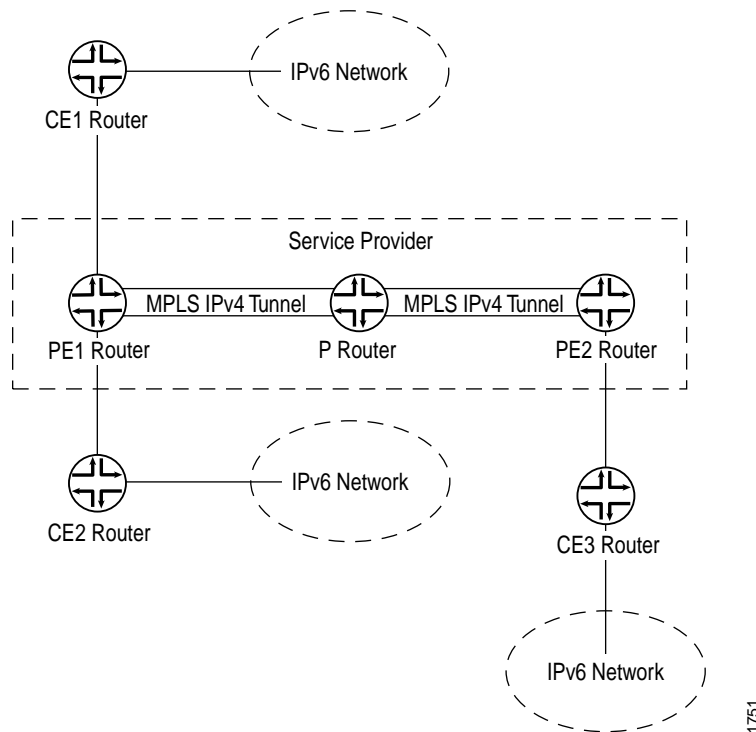 IPv6 Network
CE1 Router
Service Provider
MPLS IPv4 Tunnel
MPLS IPv4 Tunnel
PE1 Router
P Router
PE2 Router
IPv6 Network
CE2 Router
CE3 Router
IPv6 Network
1751